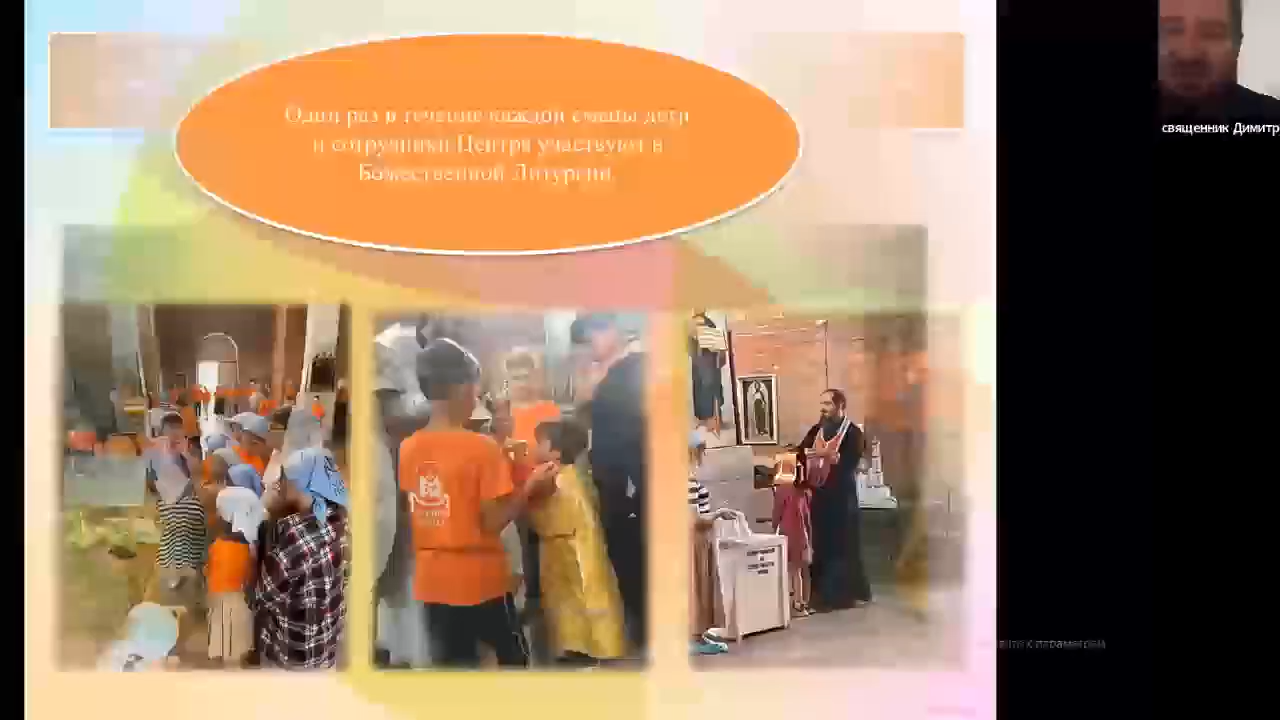 Один раз в течение каждой смены дети
и сотрудники Центра участвуют в
Божественной Литургии.
священник Димитр